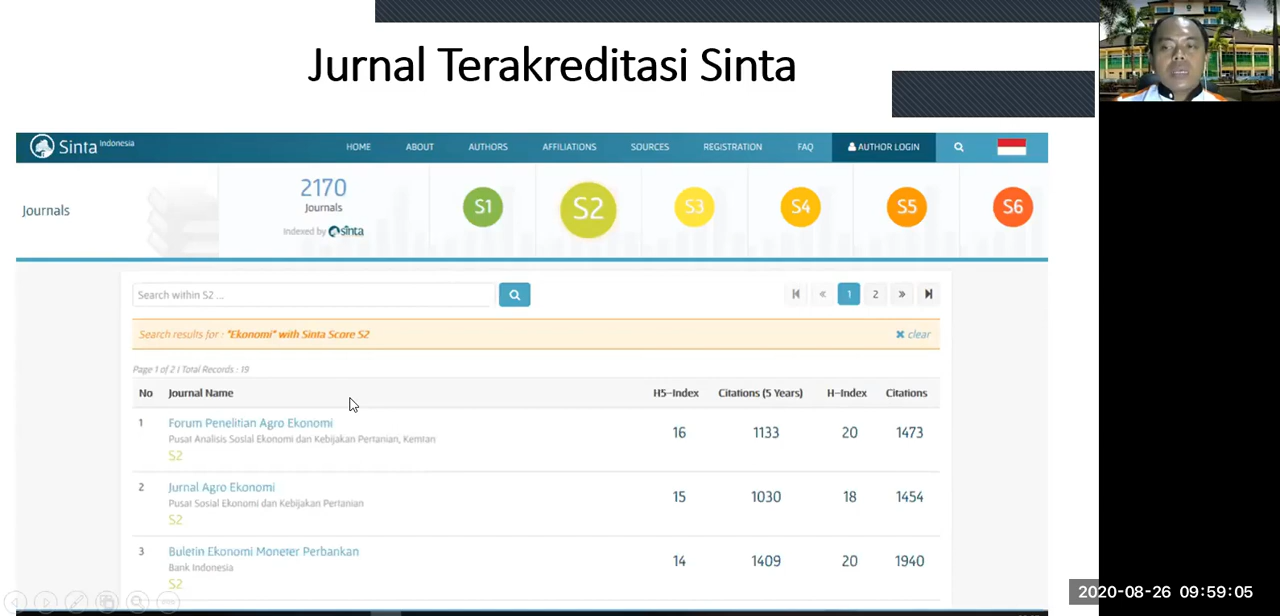 Jurnal Terakreditasi Sinta
Sinta Indonesia
HOME ABOUT AUTHORS AFFILIATIONS SOURCES REGISTRATION FAQ AUTHOR LOGIN
Journals
2170
Journals
Indexed by sinta
S1 S2 S3 S4 S5 S6
Search within S2 ...
1 2
Search results for : "Ekonomi" with Sinta Score S2
clear
Page 1 of 2 | Total Records : 19
No Journal Name H5-Index Citations (5 Years) H-Index Citations
1 Forum Penelitian Agro Ekonomi 16 1133 20 1473
Pusat Analisis Sosial Ekonomi dan Kebijakan Pertanian, Kemtan
S2
2 Jurnal Agro Ekonomi 15 1030 18 1454
Pusat Sosial Ekonomi dan Kebijakan Pertanian
S2
3 Buletin Ekonomi Moneter Perbankan 14 1409 20 1940
Bank Indonesia
S2
2020-08-26 09:59:05